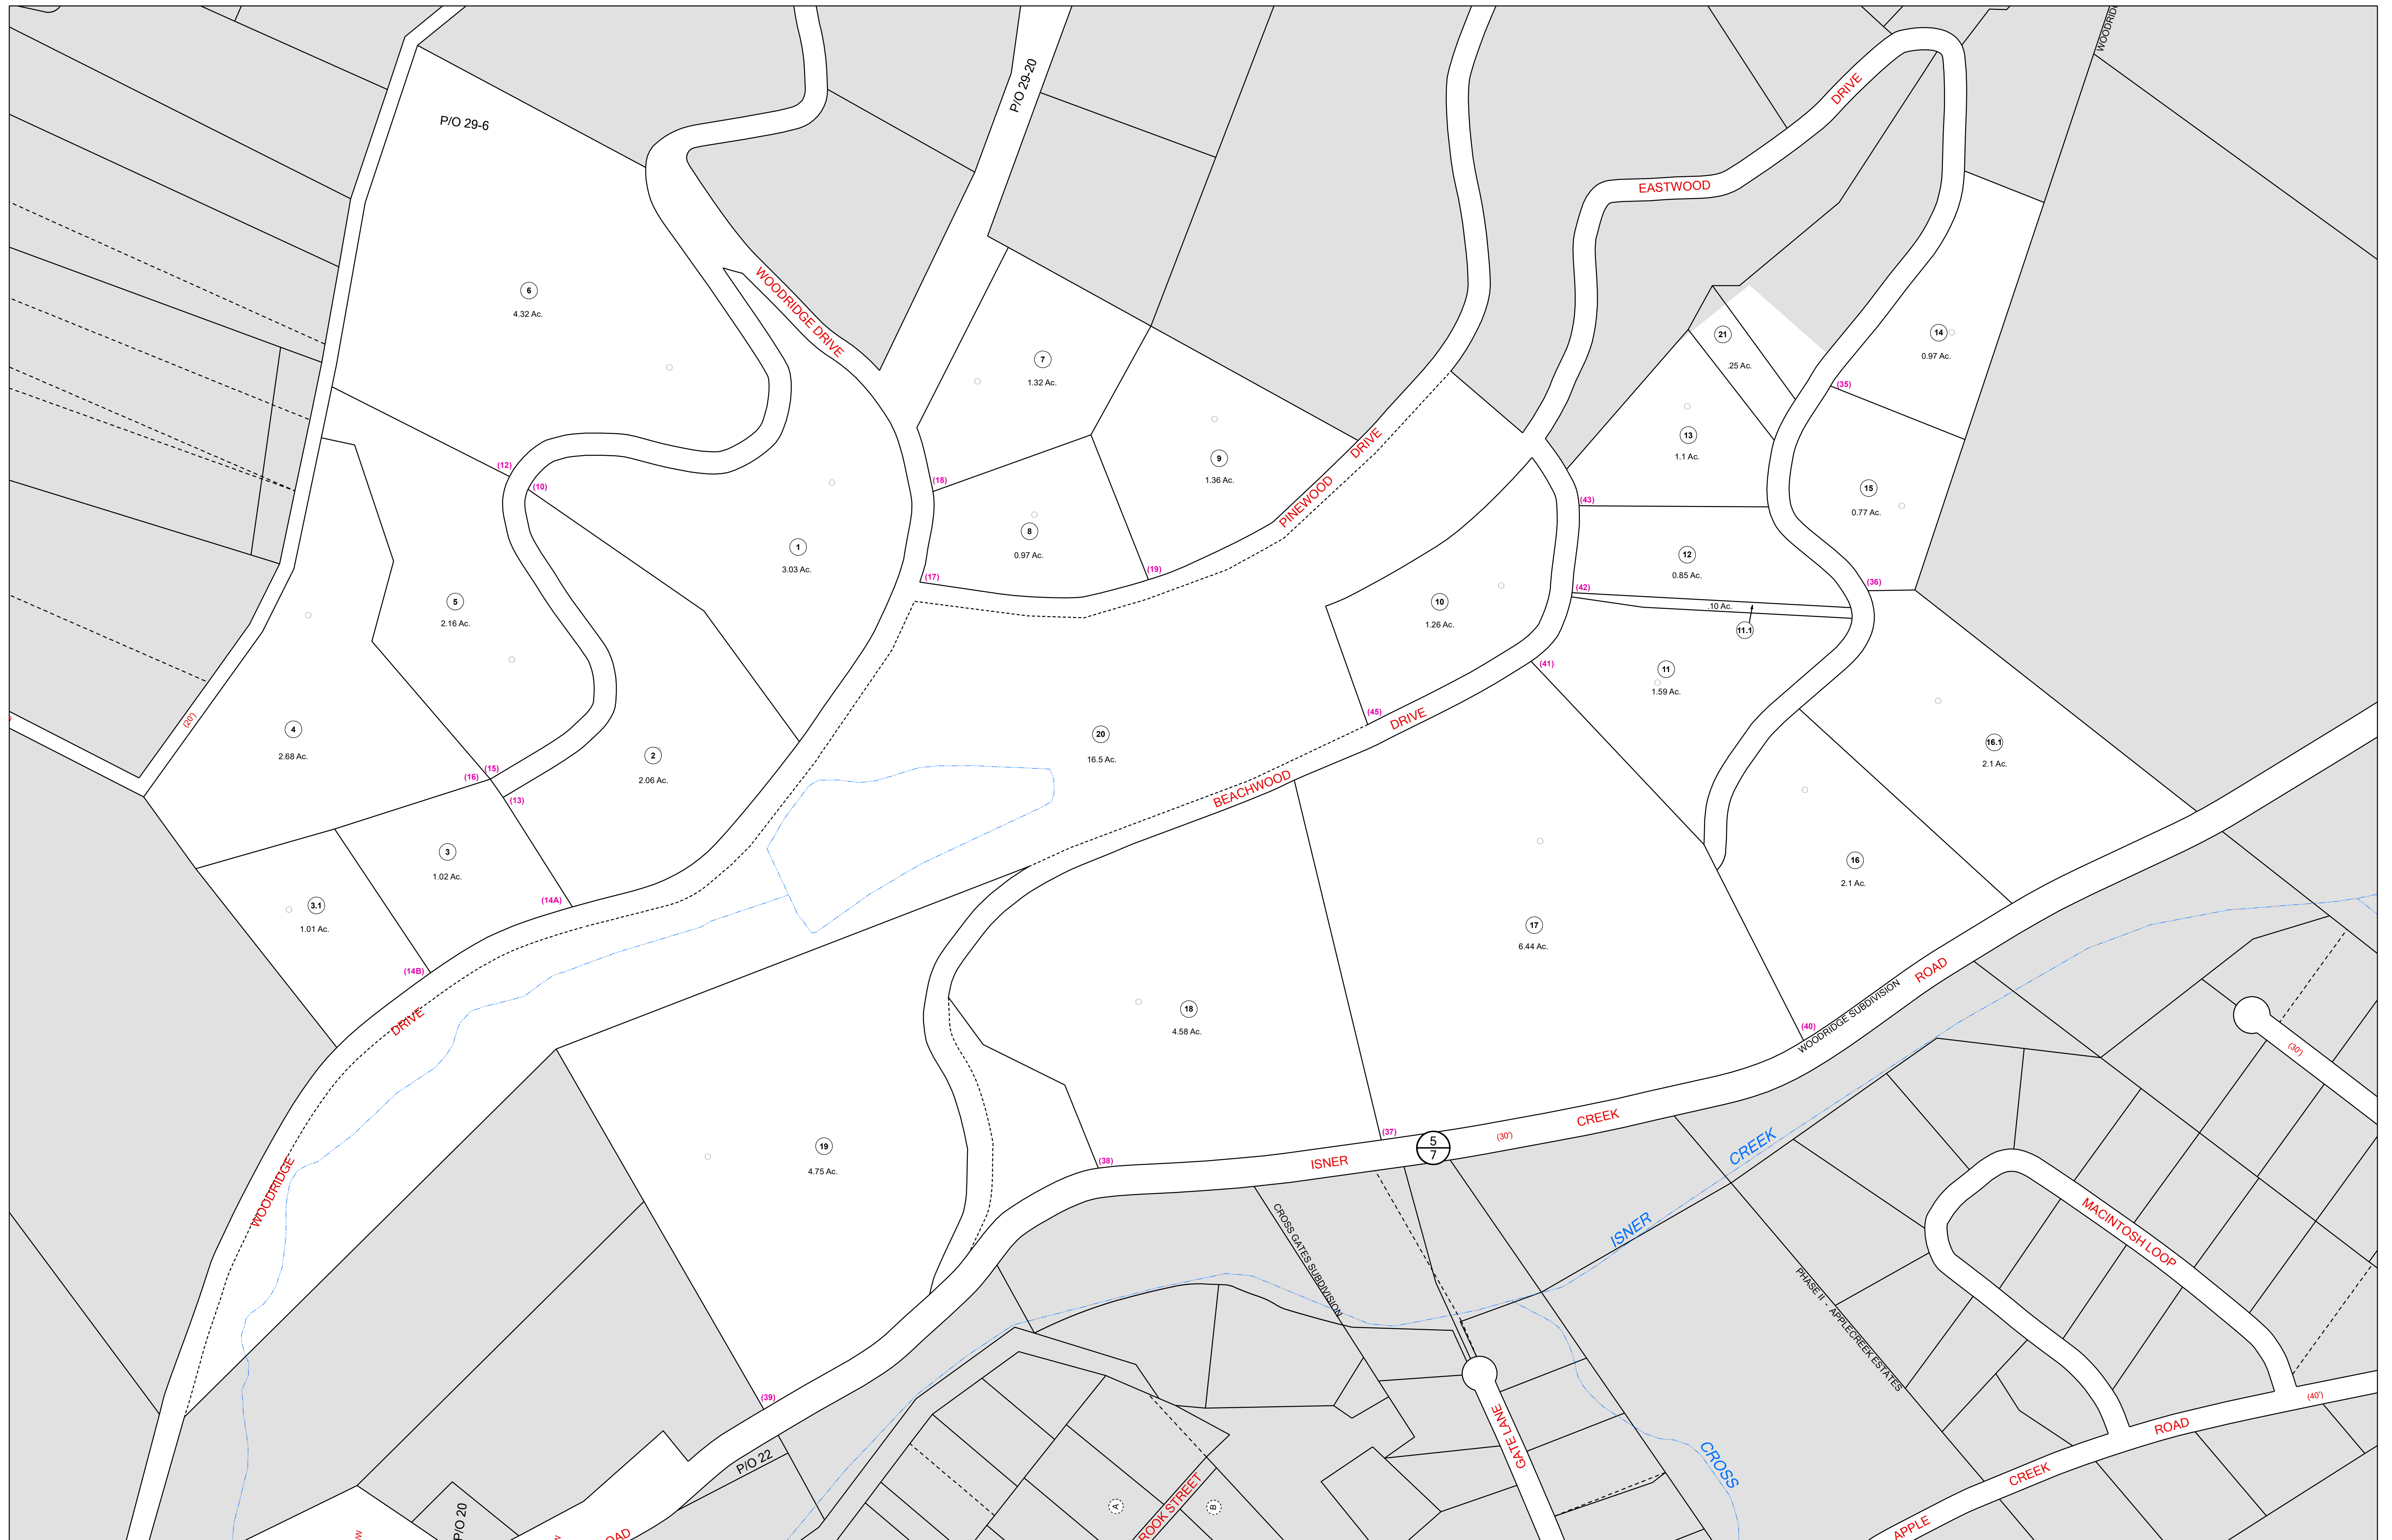 WOODRIDG
P/O 29-6
P/O 29-20
DRIVE
EASTWOOD
6
4.32 Ac.
WOODRIDGE DRIVE
7
1.32 Ac.
21
.25 Ac.
14
0.97 Ac.
(35)
13
1.1 Ac.
DRIVE
PINEWOOD
9
1.36 Ac.
(12)
(10)
(18)
(43)
15
0.77 Ac.
8
0.97 Ac.
1
3.03 Ac.
12
0.85 Ac.
(17)
(19)
(42)
(36)
.10 Ac.
11.1
5
2.16 Ac.
10
1.26 Ac.
(41)
11
1.59 Ac.
(20')
4
2.68 Ac.
(45)
DRIVE
20
16.5 Ac.
16.1
2.1 Ac.
2
2.06 Ac.
(16)
(15)
(13)
BEACHWOOD
3
1.02 Ac.
16
2.1 Ac.
3.1
1.01 Ac.
(14A)
(14B)
17
6.44 Ac.
ROAD
WOODRIDGE SUBDIVISION
18
4.58 Ac.
DRIVE
(40)
(30')
CREEK
(30')
5
7
(37)
(38)
ISNER
CREEK
19
4.75 Ac.
WOODRIDGE
ISNER
MACINTOSH LOOP
CROSS GATES SUBDIVISION
PHASE II - APPLECREEK ESTATES
(39)
(40')
ROAD
GATE LANE
CROSS
P/O 22
CREEK
P/O 20
A
B
ROOK STREET
APPLE
OAD